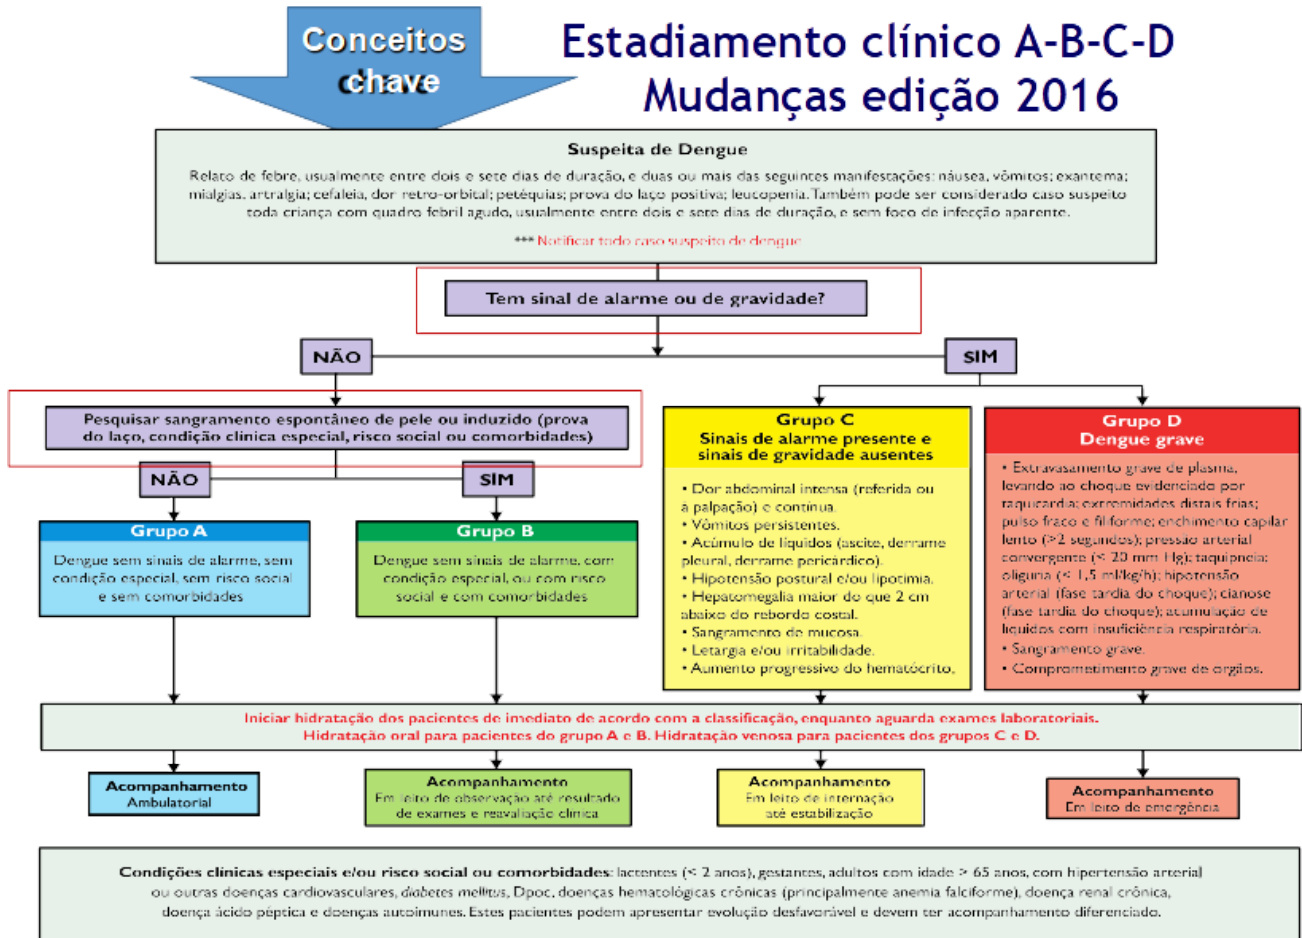 Conceitos
chave
Estadiamento clínico A-B-C-D
Mudanças edição 2016
Suspeita de Dengue
Relato de febre, usualmente entre dois e sete dias de duração, e duas ou mais das seguintes manifestações: náusea, vômitos; exantema;
mialgias, artralgia; cefaleia, dor retro-orbital; petéquias; prova do laço positiva; leucopenia. Também pode ser considerado caso suspeito
toda criança com quadro febril agudo, usualmente entre dois e sete dias de duração, e sem foco de infecção aparente.
*** Notificar todo caso suspeito de dengue
Tem sinal de alarme ou de gravidade?
NÃO
SIM
Pesquisar sangramento espontâneo de pele ou induzido (prova
do laço, condição clínica especial, risco social ou comorbidades)
NÃO
SIM
Grupo A
Dengue sem sinais de alarme, sem
condição especial, sem risco social
e sem comorbidades
Grupo B
Dengue sem sinais de alarme, com
condição especial, ou com risco
social e com comorbidades
Grupo C
Sinais de alarme presente e
sinais de gravidade ausentes
• Dor abdominal intensa (referida ou
à palpação) e contínua.
• Vômitos persistentes.
• Acúmulo de líquidos (ascite, derrame
pleural, derrame pericárdico).
• Hipotensão postural e/ou lipotimia.
• Hepatomegalia maior do que 2 cm
abaixo do rebordo costal.
• Sangramento de mucosa.
• Letargia e/ou irritabilidade.
• Aumento progressivo do hematócrito.
Grupo D
Dengue grave
• Extravasamento grave de plasma,
levando ao choque evidenciado por
taquicardia; extremidades distais frias;
pulso fraco e filiforme; enchimento capilar
lento (>2 segundos); pressão arterial
convergente (< 20 mm Hg); taquipneia;
oliguria (< 1,5 ml/kg/h); hipotensão
arterial (fase tardia do choque); cianose
(fase tardia do choque); acumulação de
líquidos com insuficiência respiratória.
• Sangramento grave.
• Comprometimento grave de orgãos.
Iniciar hidratação dos pacientes de imediato de acordo com a classificação, enquanto aguarda exames laboratoriais.
Hidratação oral para pacientes do grupo A e B. Hidratação venosa para pacientes dos grupos C e D.
Acompanhamento
Ambulatorial
Acompanhamento
Em leito de observação até resultado
de exames e reavaliação clínica
Acompanhamento
Em leito de internação
até estabilização
Acompanhamento
Em leito de emergência
Condições clínicas especiais e/ou risco social ou comorbidades: lactentes (< 2 anos), gestantes, adultos com idade > 65 anos, com hipertensão arterial
ou outras doenças cardiovasculares, diabetes mellitus, Dpoc, doenças hematológicas crônicas (principalmente anemia falciforme), doença renal crônica,
doença ácido péptica e doenças autoimunes. Estes pacientes podem apresentar evolução desfavorável e devem ter acompanhamento diferenciado.